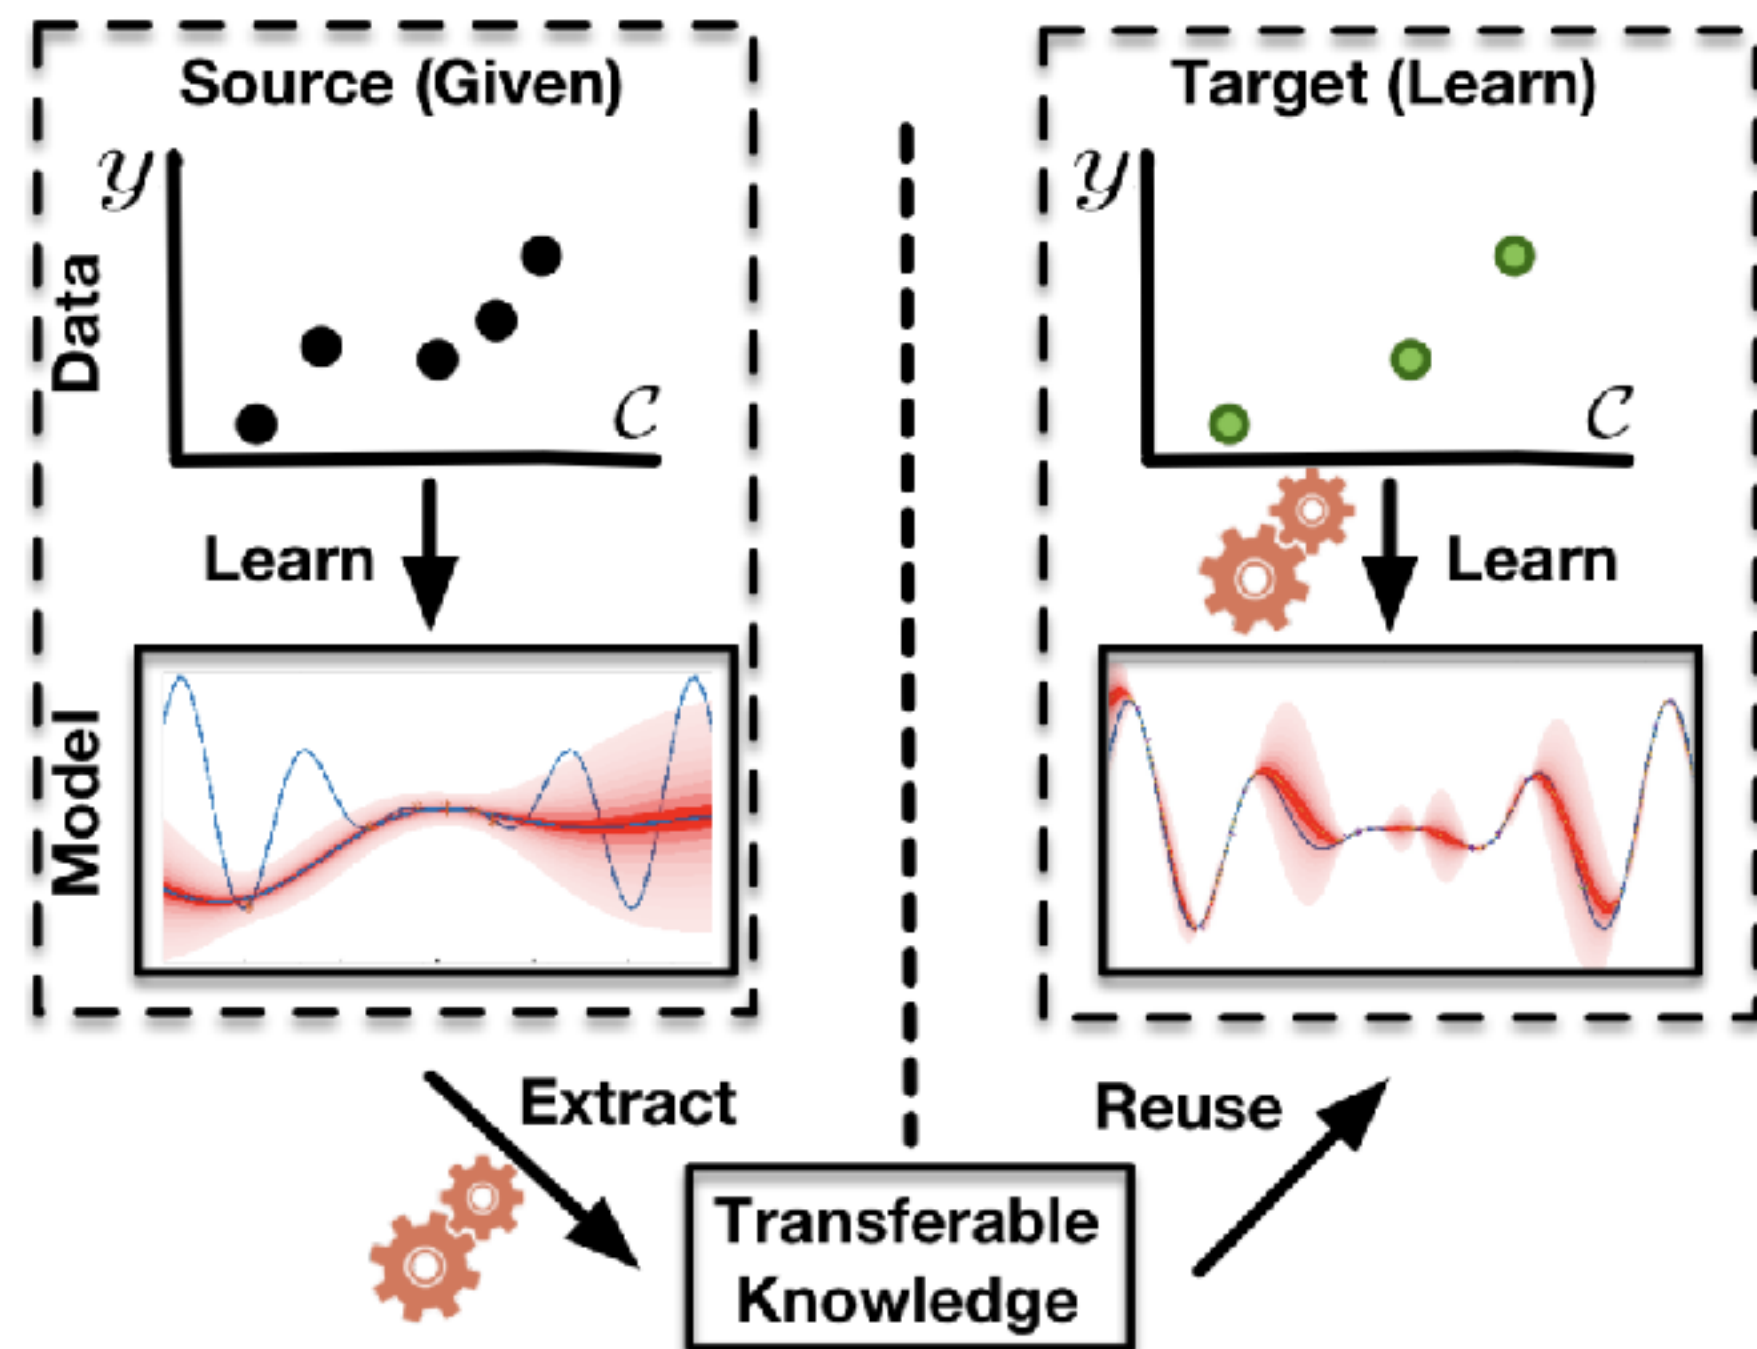 Source (Given)
y
Data
C
Learn
Model
Extract
Target (Learn)
y
C
Learn
Reuse
Transferable
Knowledge